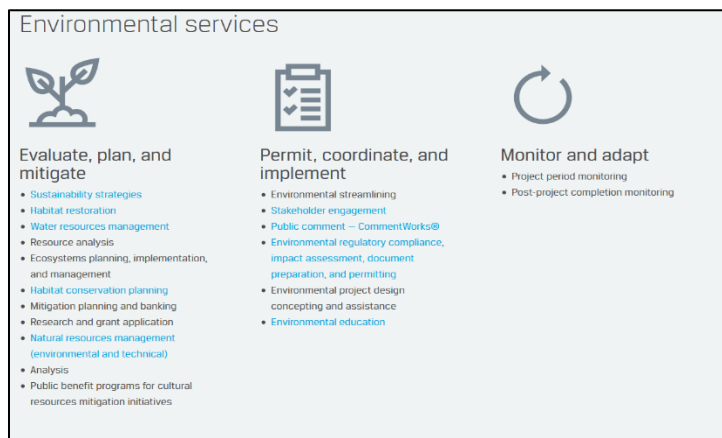 Environmental services
Evaluate, plan, and
mitigate
• Sustainability strategies
• Habitat restoration
• Water resources management
• Resource analysis
• Ecosystems planning, implementation,
and management
• Habitat conservation planning
• Mitigation planning and banking
• Research and grant application
• Natural resources management
(environmental and technical)
• Analysis
• Public benefit programs for cultural
resources mitigation initiatives
Permit, coordinate, and
implement
• Environmental streamlining
• Stakeholder engagement
• Public comment – CommentWorks®
• Environmental regulatory compliance,
impact assessment, document
preparation, and permitting
• Environmental project design
concepting and assistance
• Environmental education
Monitor and adapt
• Project period monitoring
• Post-project completion monitoring